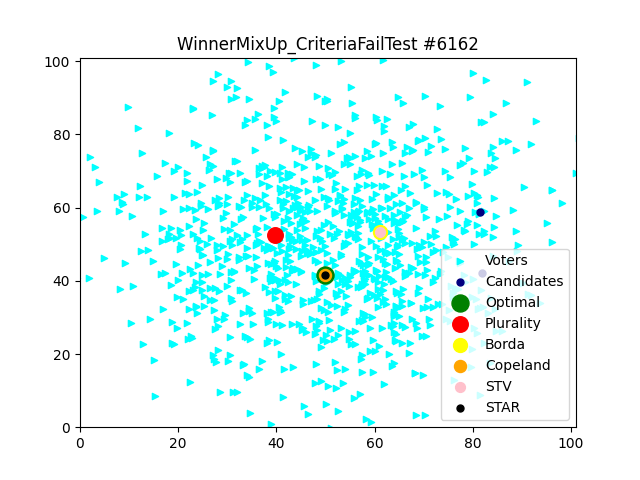 WinnerMixUp_CriteriaFailTest #6162
100
80
60
40
20
0
0
20
40
60
80
100
Voters
Candidates
Optimal
Plurality
Borda
Copeland
STV
STAR